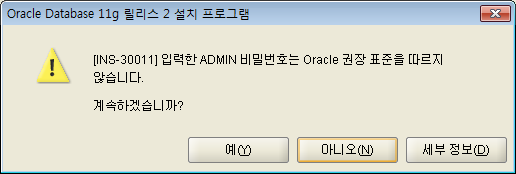 Oracle Database 11g 릴리스 2 설치 프로그램
[INS-30011] 입력한 ADMIN 비밀번호는 Oracle 권장 표준을 따르지
않습니다.
계속하겠습니까?
예(Y) 아니오(N) 세부 정보(D)